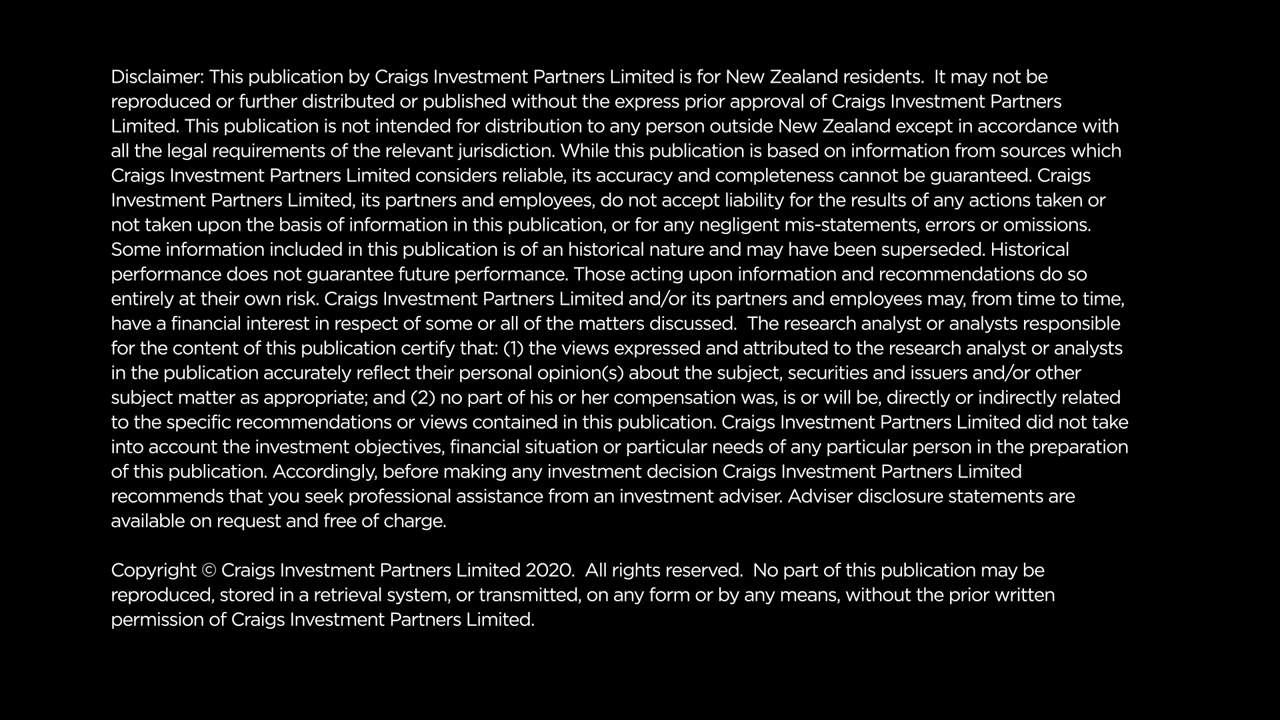 Disclaimer: This publication by Craigs Investment Partners Limited is for New Zealand residents.  It may not be
reproduced or further distributed or published without the express prior approval of Craigs Investment Partners
Limited. This publication is not intended for distribution to any person outside New Zealand except in accordance with
all the legal requirements of the relevant jurisdiction. While this publication is based on information from sources which
Craigs Investment Partners Limited considers reliable, its accuracy and completeness cannot be guaranteed. Craigs
Investment Partners Limited, its partners and employees, do not accept liability for the results of any actions taken or
not taken upon the basis of information in this publication, or for any negligent mis-statements, errors or omissions.
Some information included in this publication is of an historical nature and may have been superseded. Historical
performance does not guarantee future performance. Those acting upon information and recommendations do so
entirely at their own risk. Craigs Investment Partners Limited and/or its partners and employees may, from time to time,
have a financial interest in respect of some or all of the matters discussed.  The research analyst or analysts responsible
for the content of this publication certify that: (1) the views expressed and attributed to the research analyst or analysts
in the publication accurately reflect their personal opinion(s) about the subject, securities and issuers and/or other
subject matter as appropriate; and (2) no part of his or her compensation was, is or will be, directly or indirectly related
to the specific recommendations or views contained in this publication. Craigs Investment Partners Limited did not take
into account the investment objectives, financial situation or particular needs of any particular person in the preparation
of this publication. Accordingly, before making any investment decision Craigs Investment Partners Limited
recommends that you seek professional assistance from an investment adviser. Adviser disclosure statements are
available on request and free of charge.
Copyright © Craigs Investment Partners Limited 2020.  All rights reserved.  No part of this publication may be
reproduced, stored in a retrieval system, or transmitted, on any form or by any means, without the prior written
permission of Craigs Investment Partners Limited.